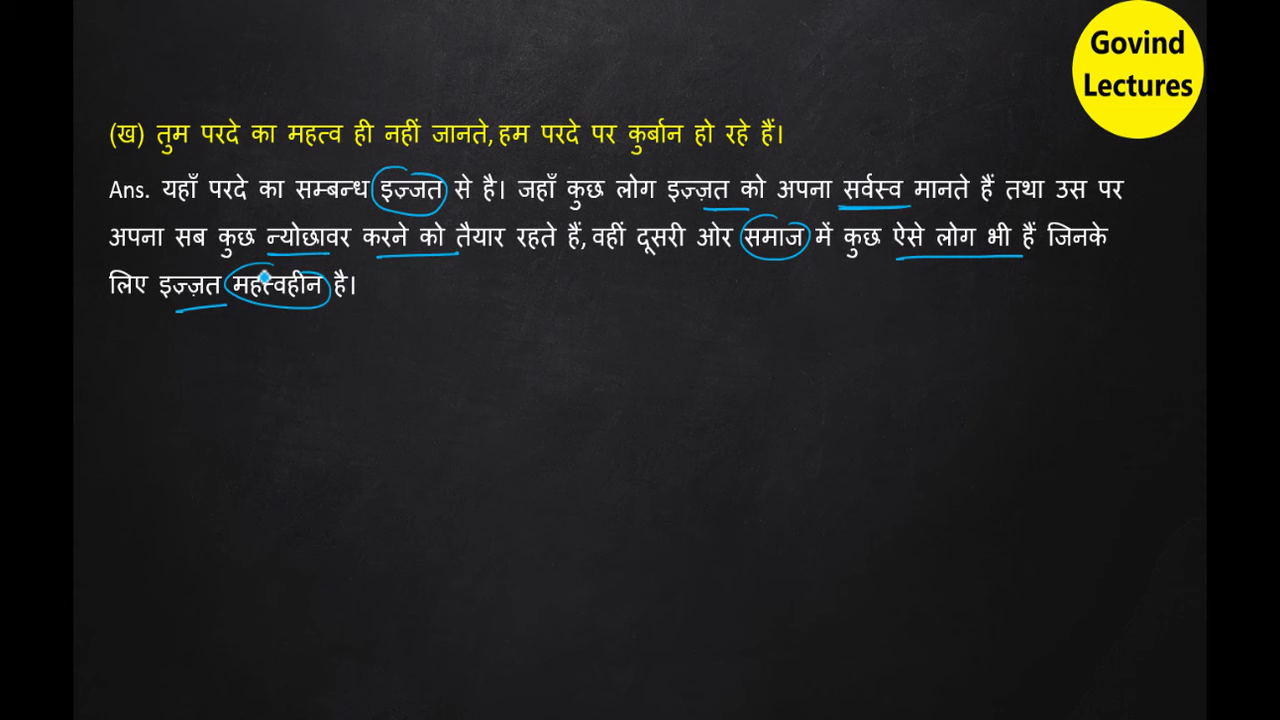 Govind
Lectures
(ख) तुम परदे का महत्व ही नहीं जानते, हम परदे पर कुर्बान हो रहे हैं।
Ans. यहाँ परदे का सम्बन्ध इज़्जत से है। जहाँ कुछ लोग इज़्ज़त को अपना सर्वस्व मानते हैं तथा उस पर
अपना सब कुछ न्योछावर करने को तैयार रहते हैं, वहीं दूसरी ओर समाज में कुछ ऐसे लोग भी हैं जिनके
लिए इज़्ज़त महत्वहीन है।